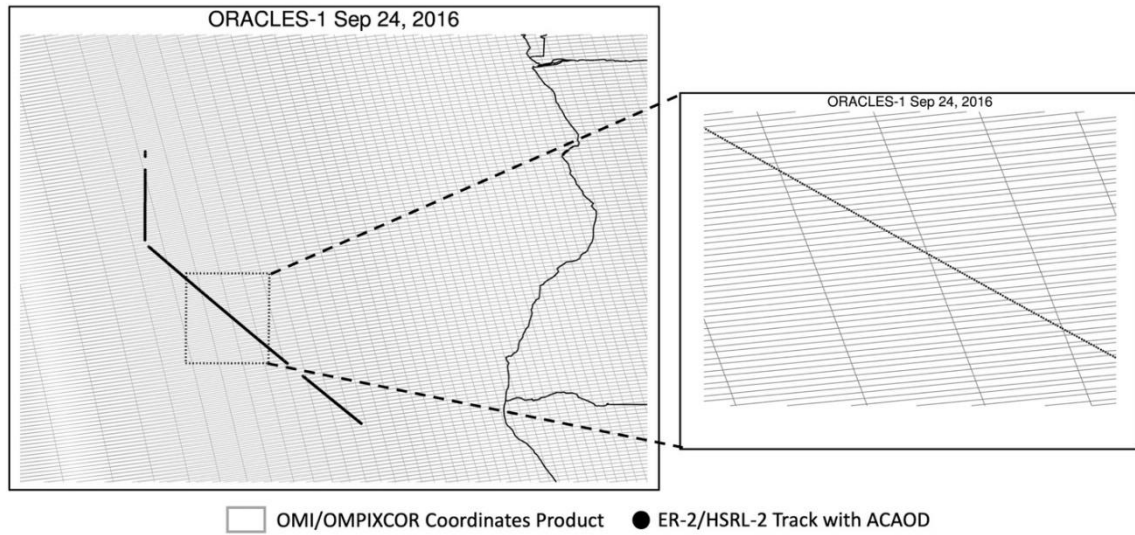 ORACLES-1 Sep 24, 2016
ORACLES-1 Sep 24, 2016
OMI/OMPIXCOR Coordinates Product
ER-2/HSRL-2 Track with ACAOD